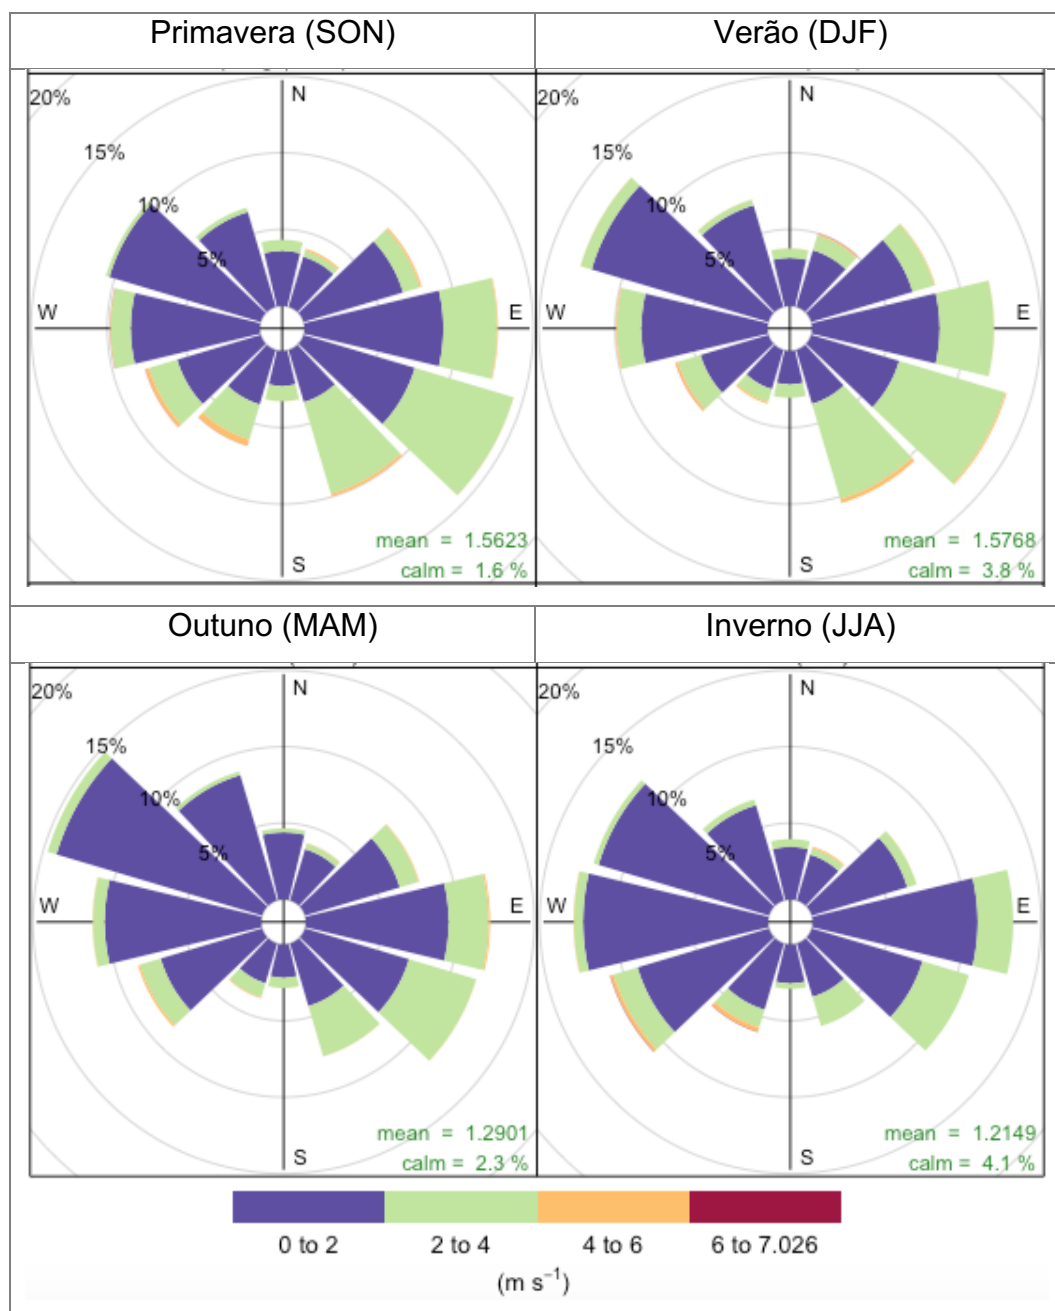 Primavera (SON)
Verão (DJF)
20%
15%
10%
5%
N
W
E
S
mean = 1.5623
calm = 1.6 %
20%
15%
10%
5%
N
W
E
S
mean = 1.5768
calm = 3.8 %
Outuno (MAM)
Inverno (JJA)
20%
15%
10%
5%
N
W
E
S
mean = 1.2901
calm = 2.3 %
20%
15%
10%
5%
N
W
E
S
mean = 1.2149
calm = 4.1 %
0 to 2
2 to 4
4 to 6
6 to 7.026
(m s⁻¹)